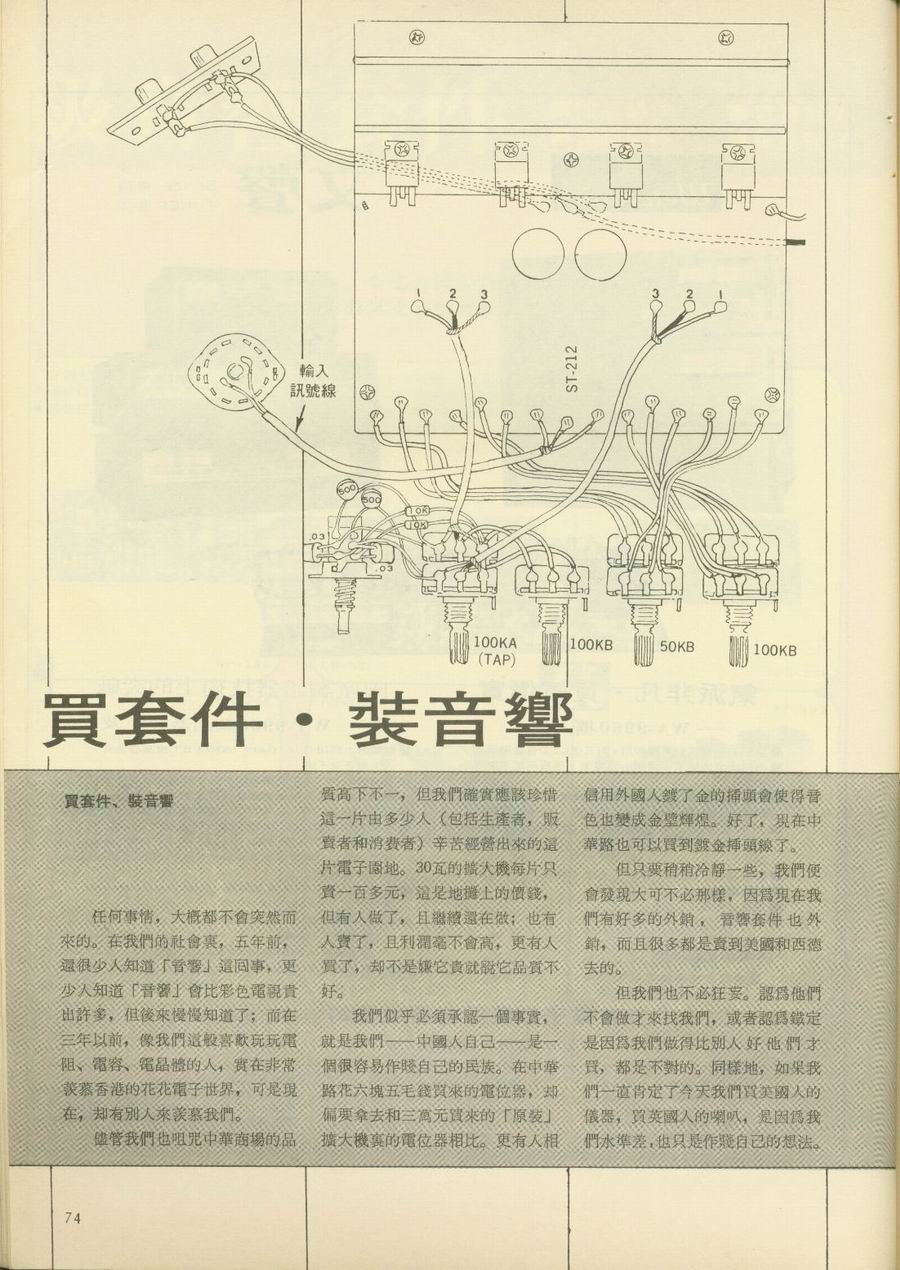 1 2 3
3 2 1
ST-212
輸入
訊號線
500
500
10K
10K
.03
.03
100KA
(TAP)
100KB
50KB
100KB
買套件・裝音響
買套件、裝音響
任何事情，大概都不會突然而
來的。在我們的社會裏，五年前，
還很少人知道「音響」這回事，更
少人知道「音響」會比彩色電視貴
出許多，但後來慢慢知道了；而在
三年以前，像我們這般喜歡玩玩電
阻、電容、電晶體的人，實在非常
羨慕香港的花花電子世界，可是現
在，却有別人來羨慕我們。
儘管我們也咀咒中華商場的品
質高下不一，但我們確實應該珍惜
這一片由多少人（包括生產者，販
賣者和消費者）辛苦經營出來的這
片電子園地。30瓦的擴大機每片只
賣一百多元，這是地攤上的價錢，
但有人做了，且繼續還在做；也有
人賣了，且利潤毫不會高，更有人
買了，却不是嫌它貴就說它品質不
好。
我們似乎必須承認一個事實，
就是我們——中國人自己——是一
個很容易作賤自己的民族。在中華
路花六塊五毛錢買來的電位器，却
偏要拿去和三萬元買來的「原裝」
擴大機裏的電位器相比。更有人相
信用外國人鍍了金的揷頭會使得音
色也變成金璧輝煌。好了，現在中
華路也可以買到鍍金揷頭線了。
但只要稍稍冷靜一些，我們便
會發現大可不必那樣，因爲現在我
們有好多的外銷，音響套件也外
銷，而且很多都是賣到美國和西德
去的。
但我們也不必狂妄。認爲他們
不會做才來找我們，或者認爲鐵定
是因爲我們做得比別人好他們才
買，都是不對的。同樣地，如果我
們一直肯定了今天我們買美國人的
儀器，買英國人的喇叭，是因爲我
們水準差，也只是作賤自己的想法。
74